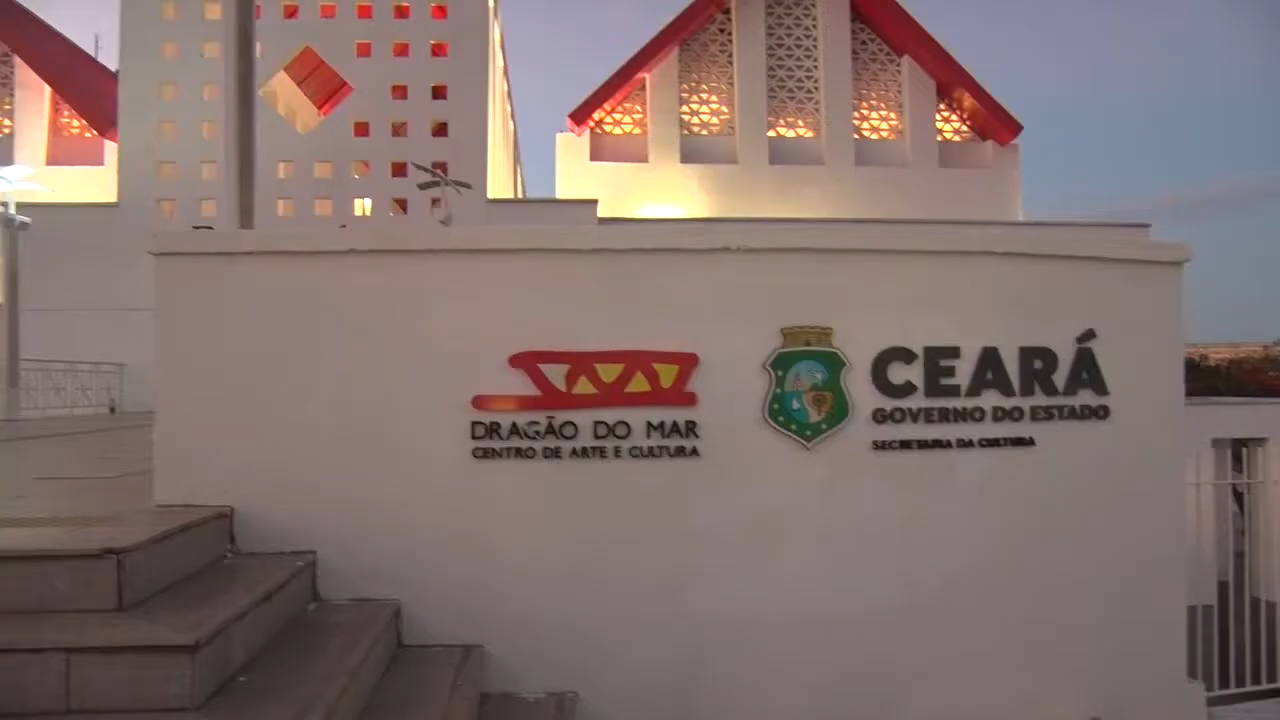 DRAGÃO DO MAR
CENTRO DE ARTE E CULTURA
CEARÁ
GOVERNO DO ESTADO
SECRETARIA DA CULTURA